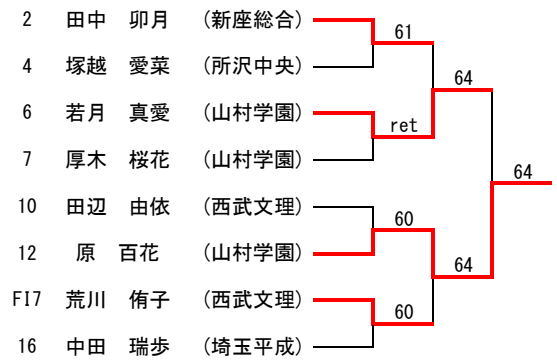 2 田中 卯月 (新座総合)
61
4 塚越 愛菜 (所沢中央)
64
6 若月 真愛 (山村学園)
ret
7 厚木 桜花 (山村学園)
64
10 田辺 由依 (西武文理)
60
12 原 百花 (山村学園)
64
FI7 荒川 侑子 (西武文理)
60
16 中田 瑞歩 (埼玉平成)